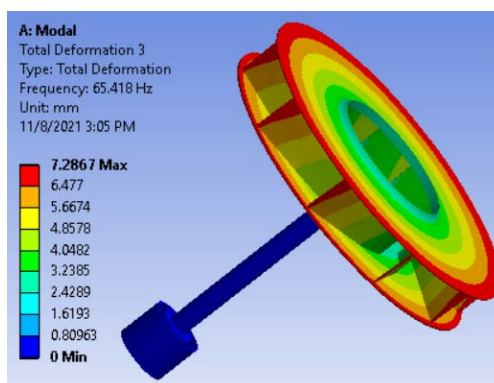 A: Modal
Total Deformation 3
Type: Total Deformation
Frequency: 65.418 Hz
Unit: mm
11/8/2021 3:05 PM
7.2867 Max
6.477
5.6674
4.8578
4.0482
3.2385
2.4289
1.6193
0.80963
0 Min